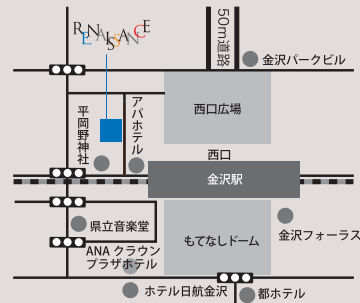 RENAISSANCE
50m道路
金沢パークビル
西口広場
アパホテル
平岡野神社
西口
金沢駅
県立音楽堂
もてなしドーム
金沢フォーラス
ANA クラウン
プラザホテル
ホテル日航金沢
都ホテル